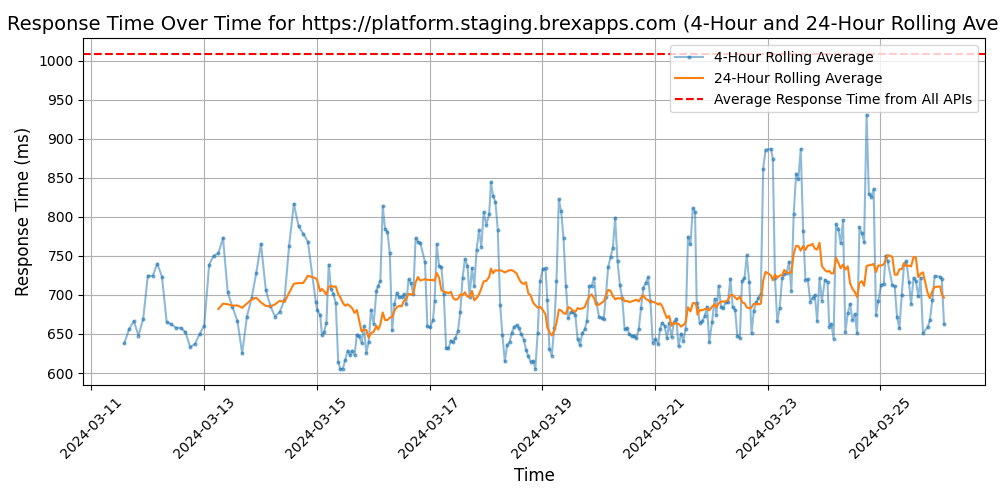 Response Time Over Time for https://platform.staging.brexapps.com (4-Hour and 24-Hour Rolling Ave
4-Hour Rolling Average
24-Hour Rolling Average
Average Response Time from All APIs
Response Time (ms)
1000
950
900
850
800
750
700
650
600
2024-03-11
2024-03-13
2024-03-15
2024-03-17
2024-03-19
2024-03-21
2024-03-23
2024-03-25
Time